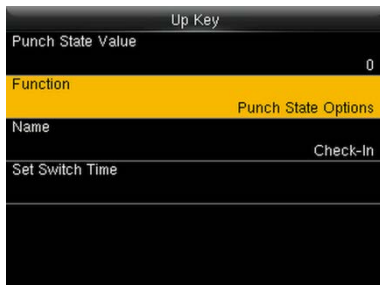 Up Key
Punch State Value
0
Function
Punch State Options
Name
Check-In
Set Switch Time